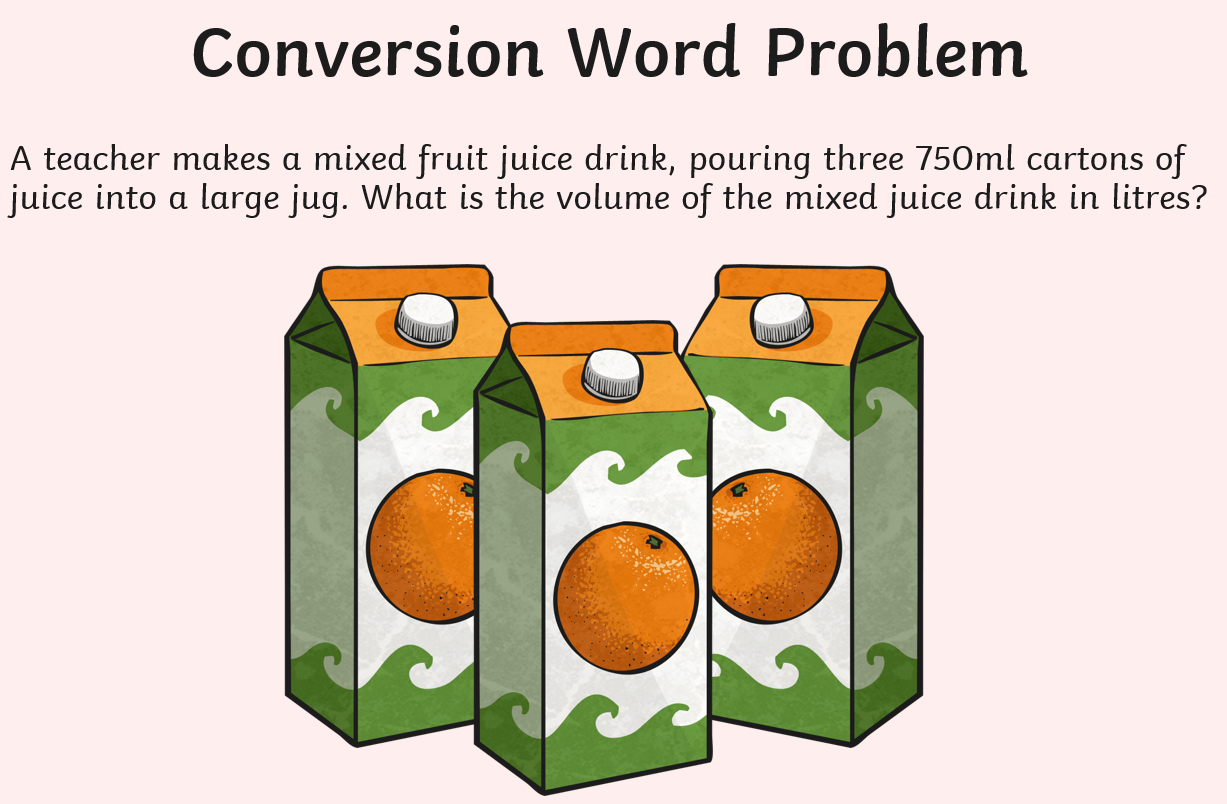 Conversion Word Problem
A teacher makes a mixed fruit juice drink, pouring three 750ml cartons of
juice into a large jug. What is the volume of the mixed juice drink in litres?